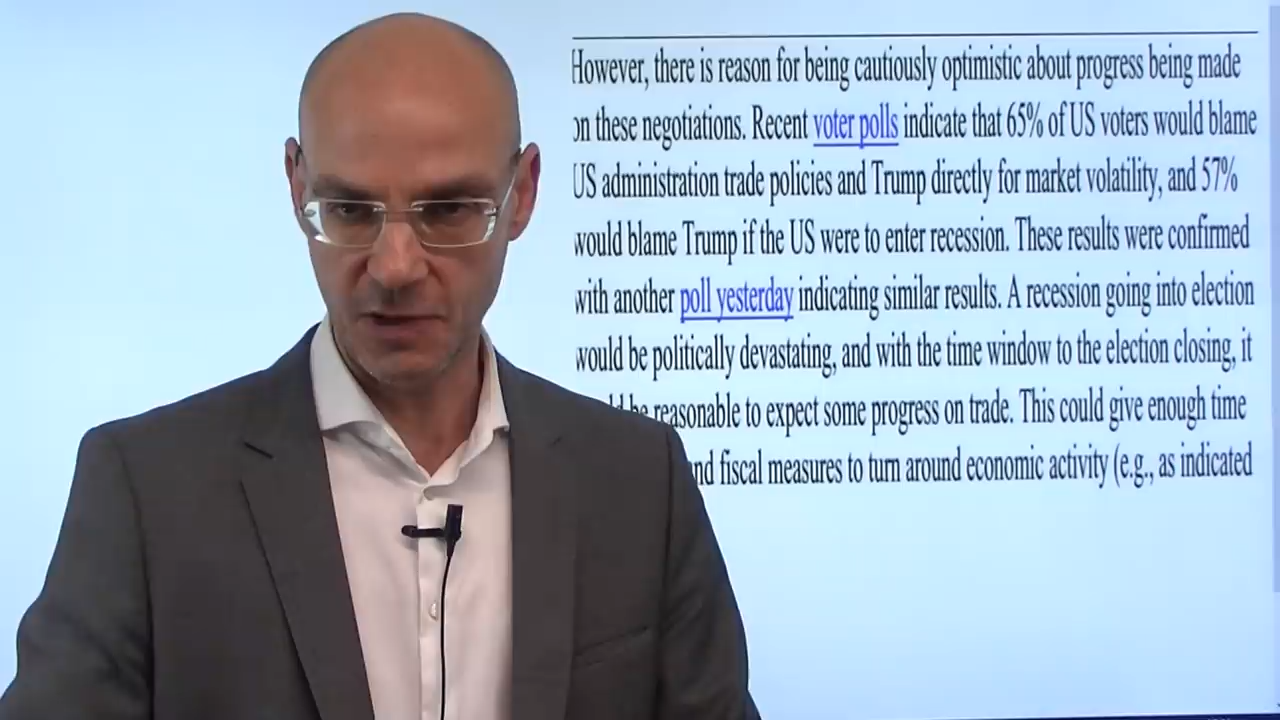 However, there is reason for being cautiously optimistic about progress being made
on these negotiations. Recent voter polls indicate that 65% of US voters would blame
US administration trade policies and Trump directly for market volatility, and 57%
would blame Trump if the US were to enter recession. These results were confirmed
with another poll yesterday indicating similar results. A recession going into election
would be politically devastating, and with the time window to the election closing, it
be reasonable to expect some progress on trade. This could give enough time
and fiscal measures to turn around economic activity (e.g., as indicated